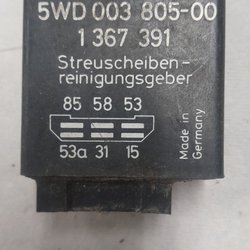 5WD 003 805-00
1 367 391
Streuscheiben-
reinigungsgeber
85 58 53
53a 31 15
Made in
Germany